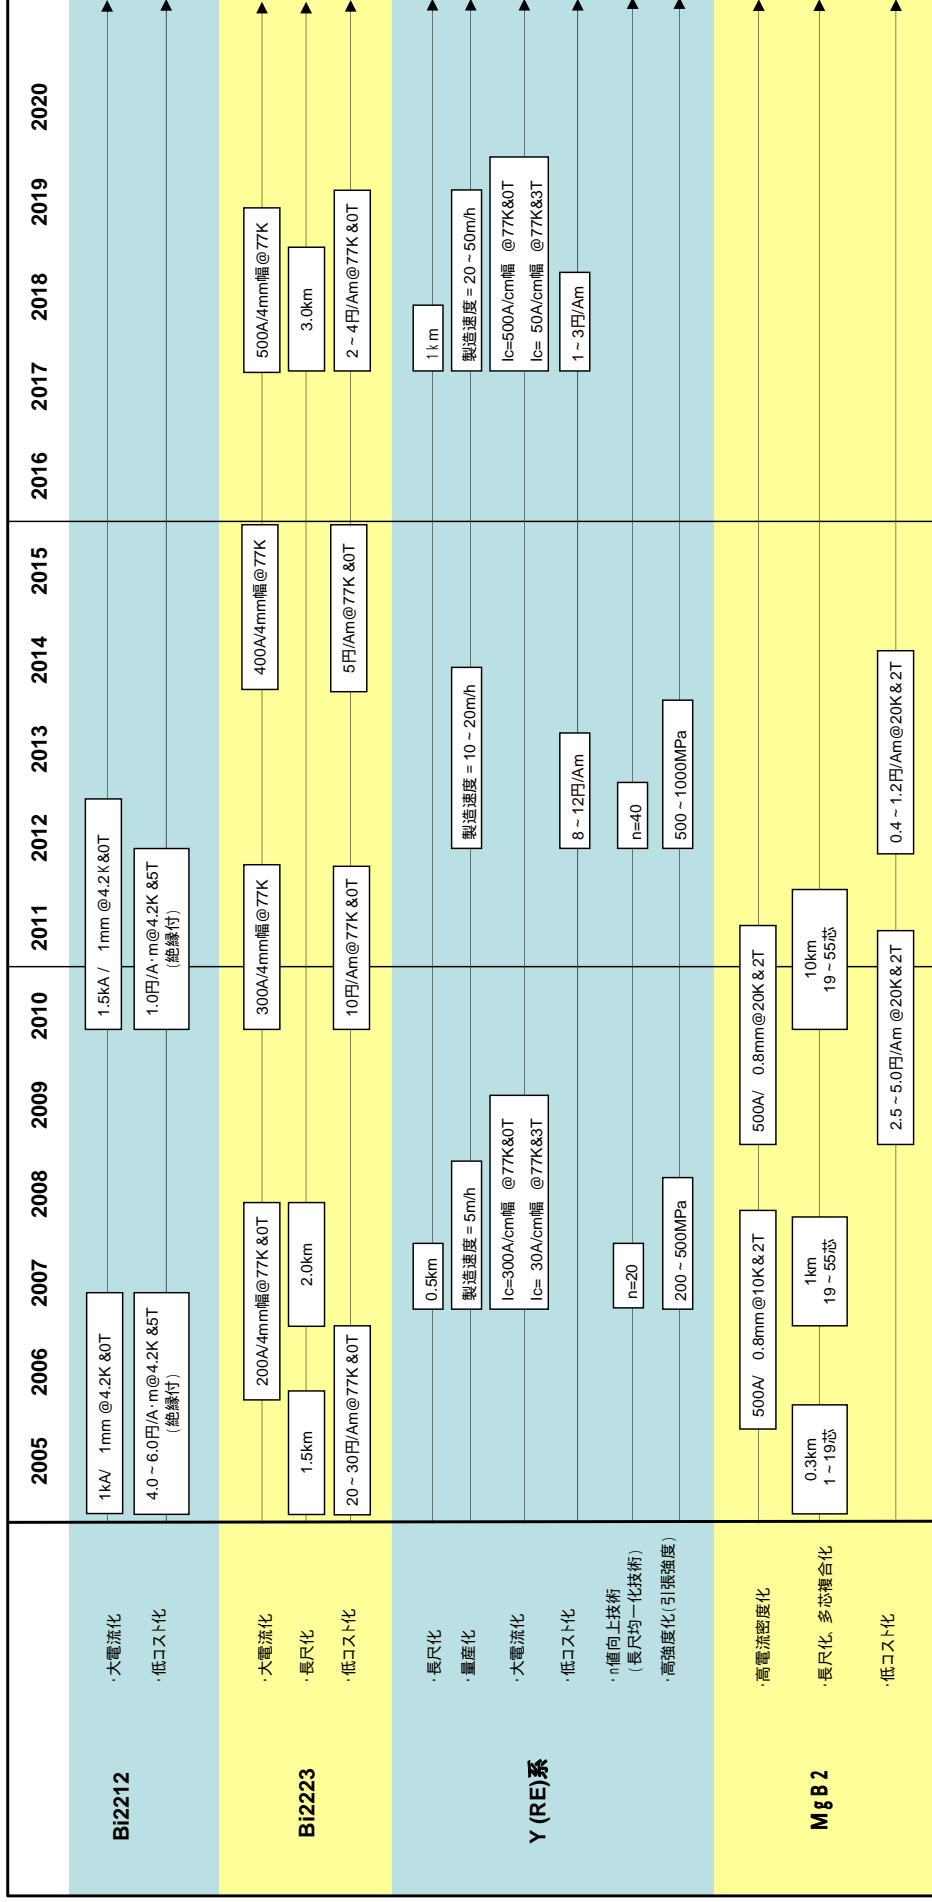 2005 2006 2007 2008 2009 2010 2011 2012 2013 2014 2015 2016 2017 2018 2019 2020
Bi2212
・大電流化
1kA/ 1mm @4.2K &0T
1.5kA / 1mm @4.2K&0T
・低コスト化
4.0~6.0円/A･m@4.2K &5T
(絶縁付)
1.0円/A･m@4.2K &5T
(絶縁付)
Bi2223
・大電流化
200A/4mm幅@77K &0T
300A/4mm幅@77K
400A/4mm幅@77K
500A/4mm幅@77K
・長尺化
1.5km
2.0km
3.0km
・低コスト化
20~30円/Am@77K &0T
10円/Am@77K &0T
5円/Am@77K &0T
2~4円/Am@77K &0T
Y (RE)系
・長尺化
0.5km
1km
・量産化
製造速度=5m/h
製造速度=10~20m/h
製造速度=20~50m/h
・大電流化
Ic=300A/cm幅 @77K&0T
Ic= 30A/cm幅 @77K&3T
Ic=500A/cm幅 @77K&0T
Ic= 50A/cm幅 @77K&3T
・低コスト化
8~12円/Am
1~3円/Am
・n値向上技術
(長尺均一化技術)
n=20
n=40
・高強度化(引張強度)
200~500MPa
500~1000MPa
MgB2
・高電流密度化
500A/ 0.8mm@10K&2T
500A/ 0.8mm@20K&2T
・長尺化、多芯複合化
0.3km
1~19芯
1km
19~55芯
10km
19~55芯
・低コスト化
2.5~5.0円/Am @20K&2T
0.4~1.2円/Am@20K&2T